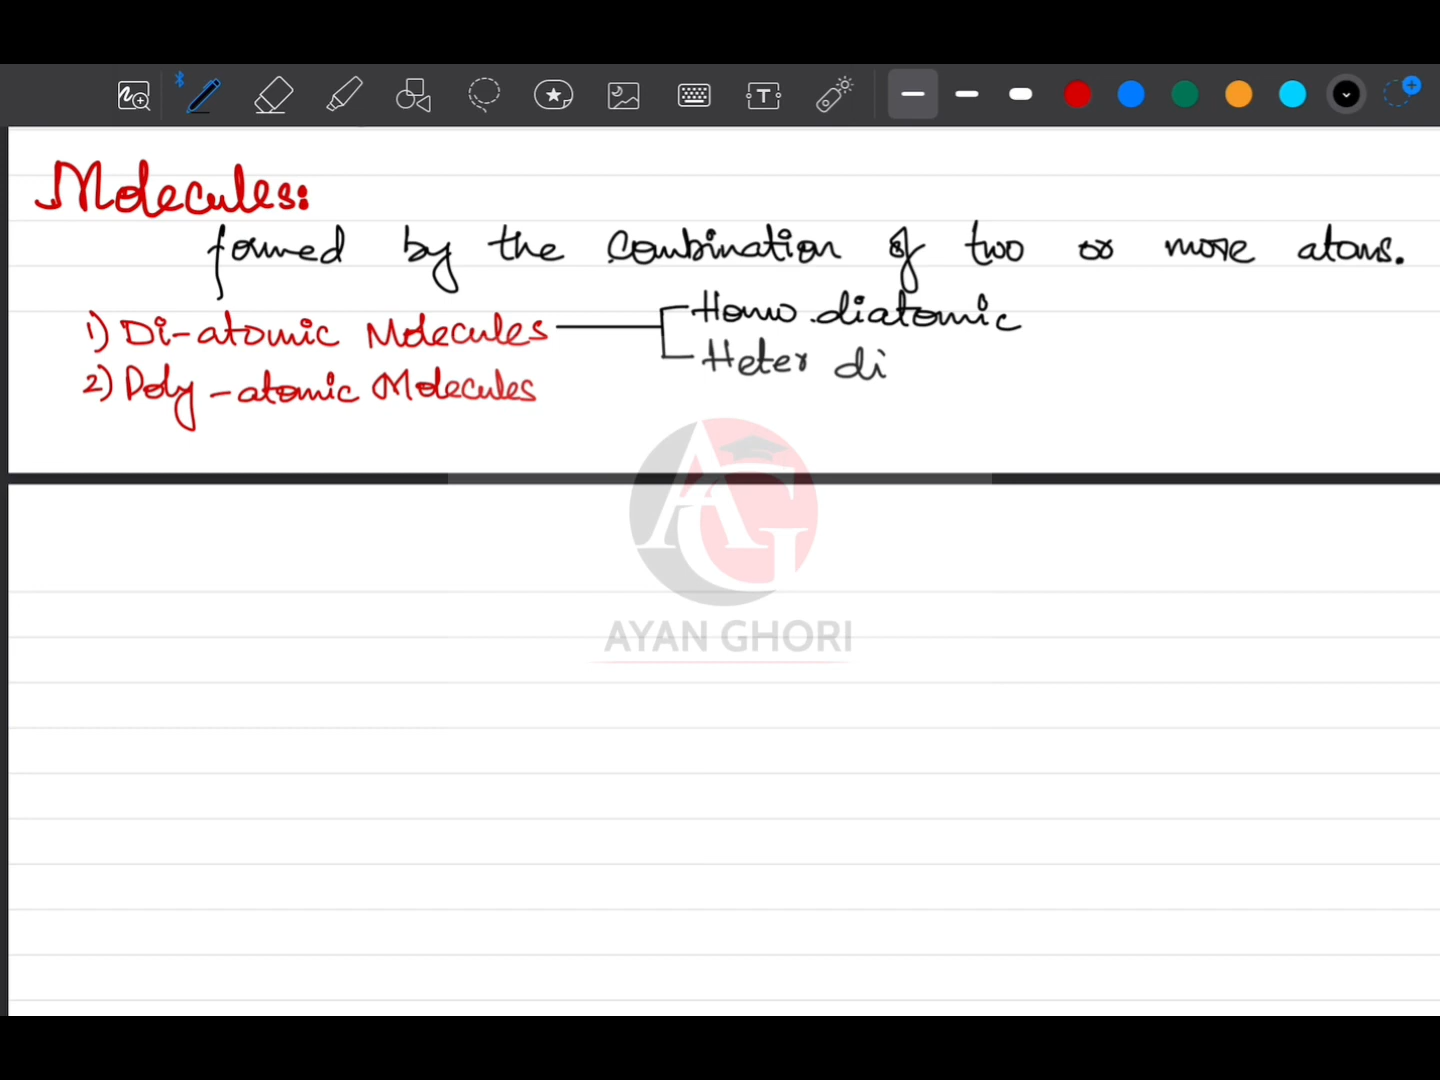 Molecules:
formed by the combination of two or more atoms.
1) Di-atomic Molecules
Homo diatomic
Heter di
2) Poly-atomic Molecules
AG
AYAN GHORI